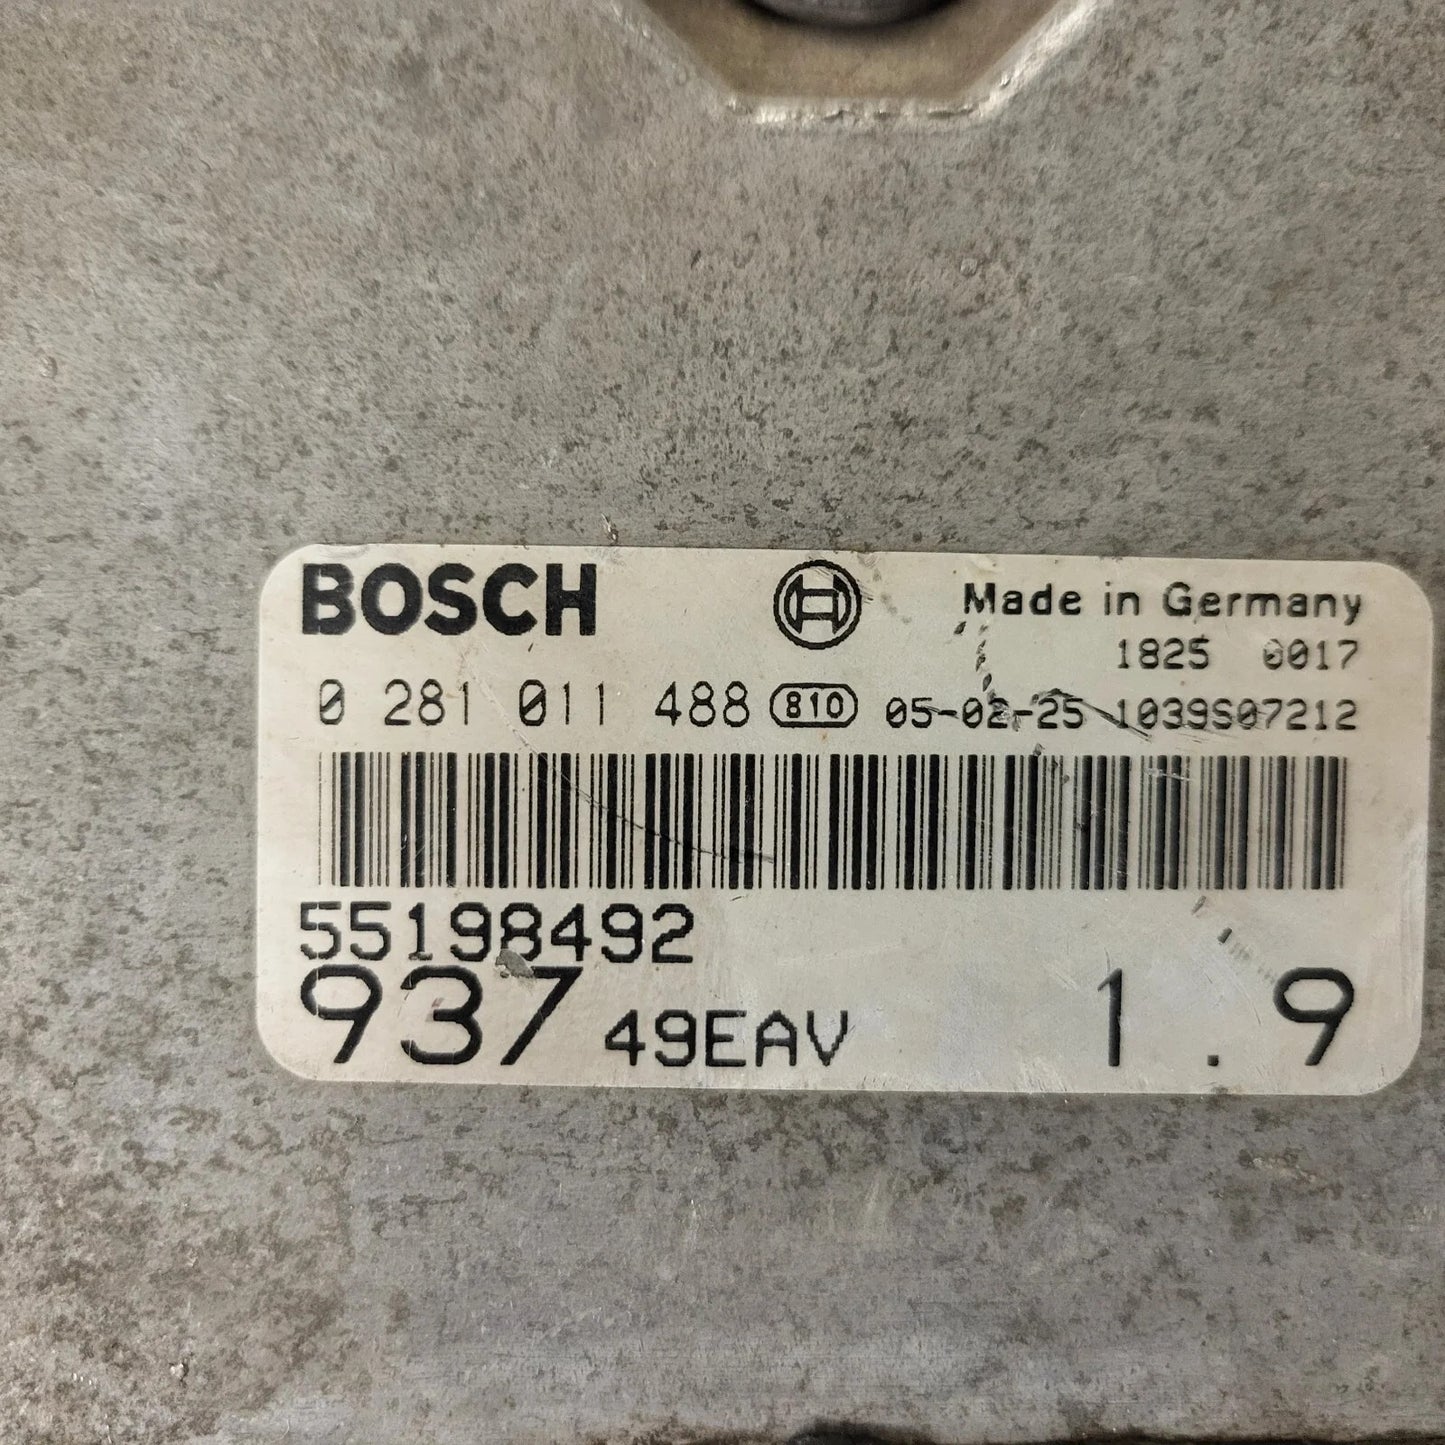 BOSCH Made in Germany
1825 0017
0 281 011 488 810 05-02-25 1039S07212
55198492
937 49EAV 1.9